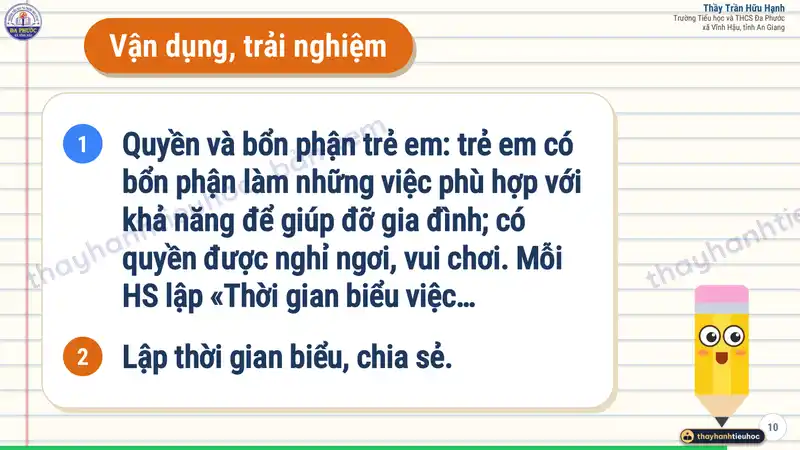 Thầy Trần Hữu Hạnh
Trường Tiểu học và THCS Đa Phước
xã Vĩnh Hậu, tỉnh An Giang
ĐA PHƯỚC
Vận dụng, trải nghiệm
1
Quyền và bổn phận trẻ em: trẻ em có
bổn phận làm những việc phù hợp với
khả năng để giúp đỡ gia đình; có
quyền được nghỉ ngơi, vui chơi. Mỗi
HS lập «Thời gian biểu việc…
2
Lập thời gian biểu, chia sẻ.
thayhanhtieuhoc
10